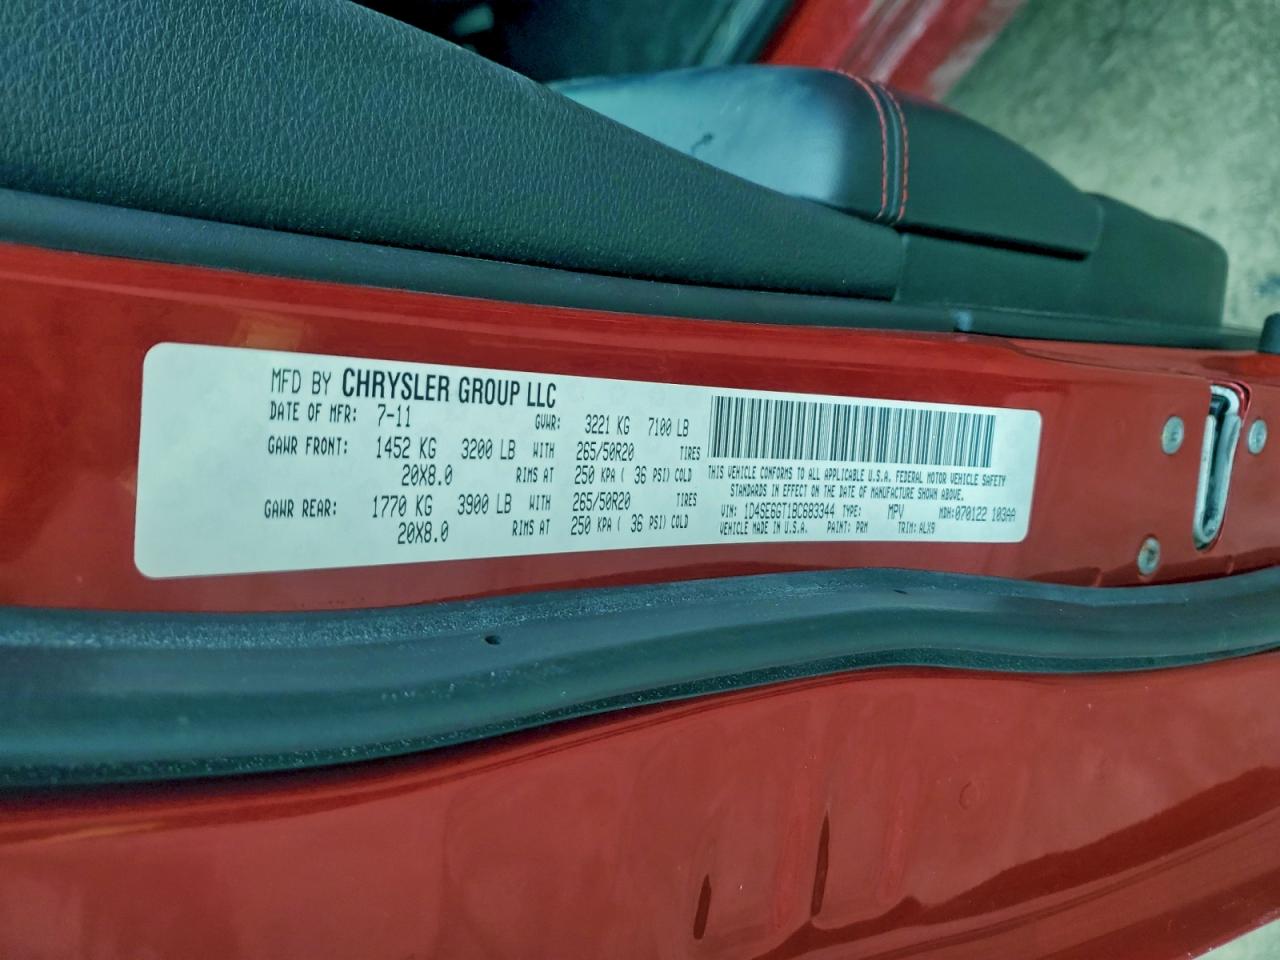 MFD BY CHRYSLER GROUP LLC
DATE OF MFR: 7-11 GVWR: 3221 KG 7100 LB
GAWR FRONT: 1452 KG 3200 LB WITH 265/50R20 TIRES
20X8.0 RIMS AT 250 KPA ( 36 PSI) COLD
GAWR REAR: 1770 KG 3900 LB WITH 265/50R20 TIRES
20X8.0 RIMS AT 250 KPA ( 36 PSI) COLD
THIS VEHICLE CONFORMS TO ALL APPLICABLE U.S.A. FEDERAL MOTOR VEHICLE SAFETY
STANDARDS IN EFFECT ON THE DATE OF MANUFACTURE SHOWN ABOVE.
VIN: 1D4SE6GT1BC683344 TYPE: MPV MDH:070122 103AA
VEHICLE MADE IN U.S.A. PAINT: PRM TRIM: ALX9